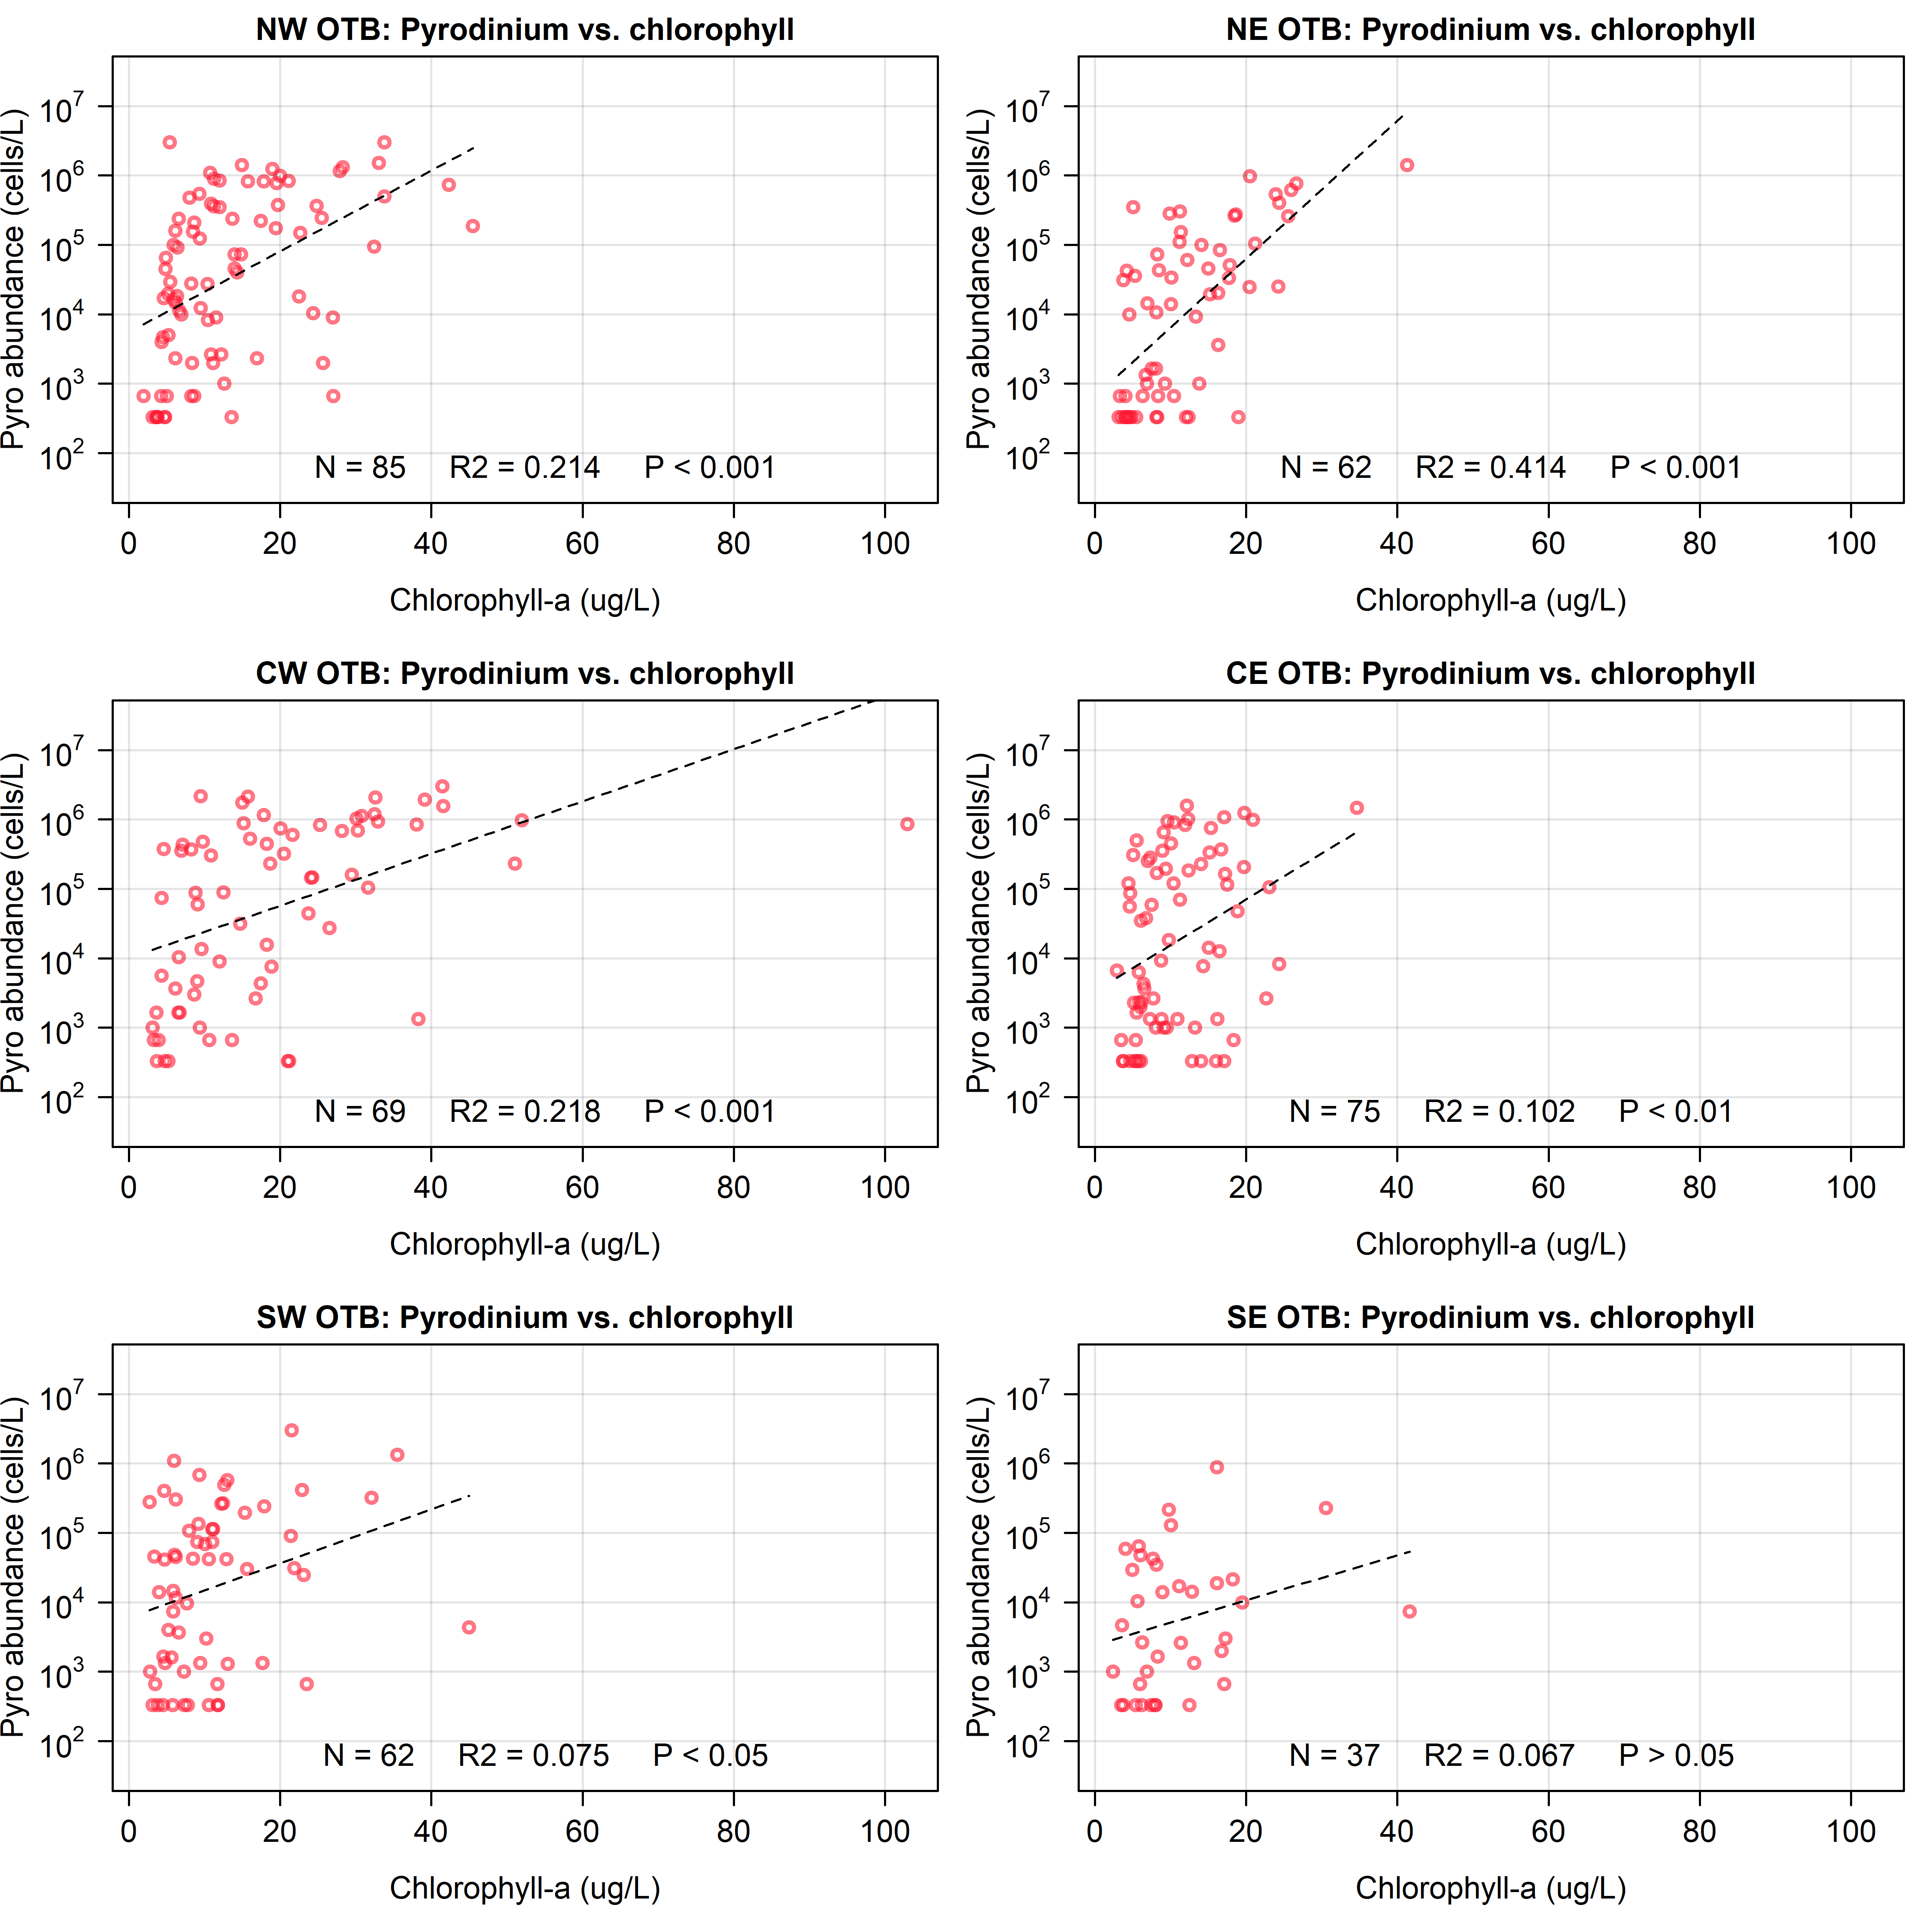 NW OTB: Pyrodinium vs. chlorophyll
Pyro abundance (cells/L)
10^7
10^6
10^5
10^4
10^3
10^2
N = 85 R2 = 0.214 P < 0.001
0 20 40 60 80 100
Chlorophyll-a (ug/L)
NE OTB: Pyrodinium vs. chlorophyll
Pyro abundance (cells/L)
10^7
10^6
10^5
10^4
10^3
10^2
N = 62 R2 = 0.414 P < 0.001
0 20 40 60 80 100
Chlorophyll-a (ug/L)
CW OTB: Pyrodinium vs. chlorophyll
Pyro abundance (cells/L)
10^7
10^6
10^5
10^4
10^3
10^2
N = 69 R2 = 0.218 P < 0.001
0 20 40 60 80 100
Chlorophyll-a (ug/L)
CE OTB: Pyrodinium vs. chlorophyll
Pyro abundance (cells/L)
10^7
10^6
10^5
10^4
10^3
10^2
N = 75 R2 = 0.102 P < 0.01
0 20 40 60 80 100
Chlorophyll-a (ug/L)
SW OTB: Pyrodinium vs. chlorophyll
Pyro abundance (cells/L)
10^7
10^6
10^5
10^4
10^3
10^2
N = 62 R2 = 0.075 P < 0.05
0 20 40 60 80 100
Chlorophyll-a (ug/L)
SE OTB: Pyrodinium vs. chlorophyll
Pyro abundance (cells/L)
10^7
10^6
10^5
10^4
10^3
10^2
N = 37 R2 = 0.067 P > 0.05
0 20 40 60 80 100
Chlorophyll-a (ug/L)